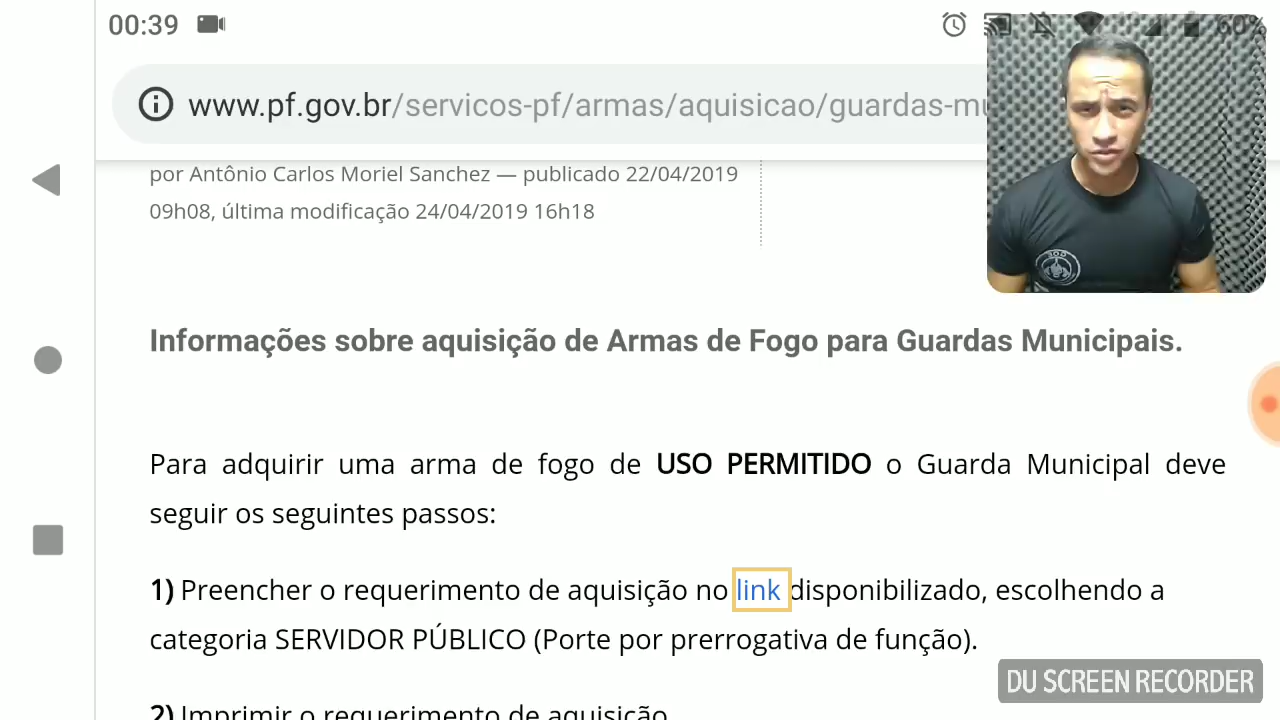 00:39
60%
www.pf.gov.br/servicos-pf/armas/aquisicao/guardas-mu
por Antônio Carlos Moriel Sanchez — publicado 22/04/2019
09h08, última modificação 24/04/2019 16h18
Informações sobre aquisição de Armas de Fogo para Guardas Municipais.
Para adquirir uma arma de fogo de USO PERMITIDO o Guarda Municipal deve
seguir os seguintes passos:
1) Preencher o requerimento de aquisição no link disponibilizado, escolhendo a
categoria SERVIDOR PÚBLICO (Porte por prerrogativa de função).
2) Imprimir o requerimento de aquisição
DU SCREEN RECORDER